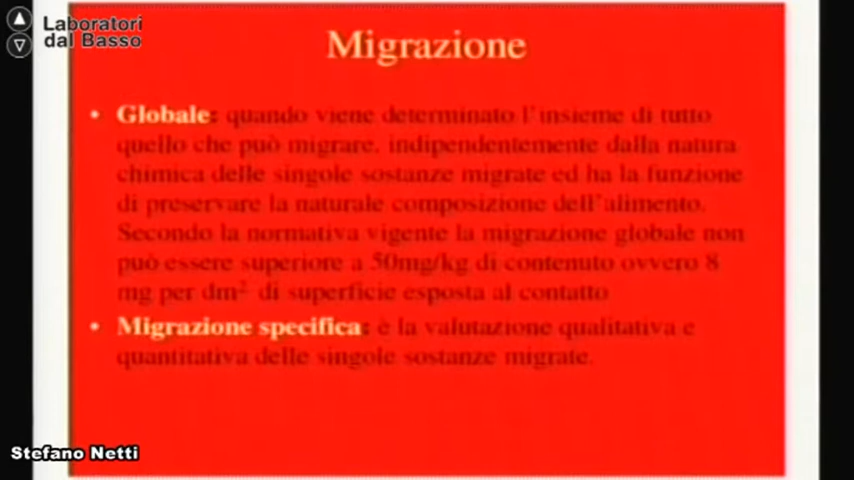 Laboratori
dal Basso
Migrazione
• Globale: quando viene determinato l'insieme di tutto
quello che può migrare, indipendentemente dalla natura
chimica delle singole sostanze migrate ed ha la funzione
di preservare la naturale composizione dell'alimento.
Secondo la normativa vigente la migrazione globale non
può essere superiore a 50mg/kg di contenuto ovvero 8
mg per dm² di superficie esposta al contatto
• Migrazione specifica: è la valutazione qualitativa e
quantitativa delle singole sostanze migrate.
Stefano Netti